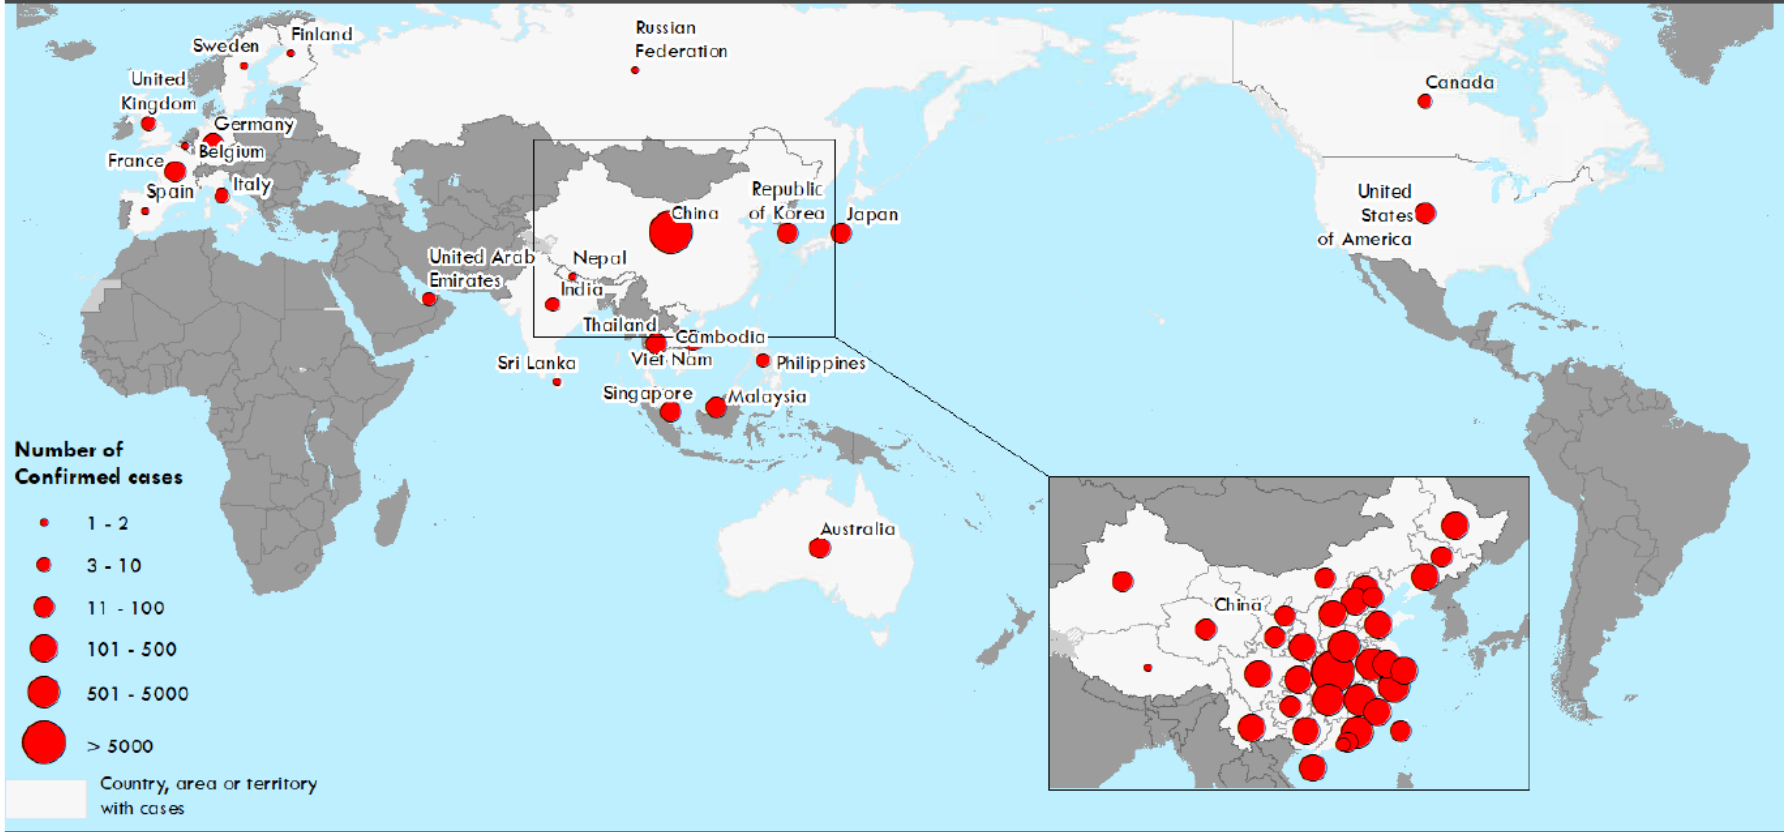 Finland
Sweden
Russian
Federation
United
Kingdom
Canada
Germany
Belgium
France
Spain
Italy
Republic
of Korea
China
Japan
United
States
of America
United Arab
Emirates
Nepal
India
Thailand
Cambodia
Viet Nam
Philippines
Sri Lanka
Singapore
Malaysia
Australia
China
Number of
Confirmed cases
1 - 2
3 - 10
11 - 100
101 - 500
501 - 5000
> 5000
Country, area or territory
with cases